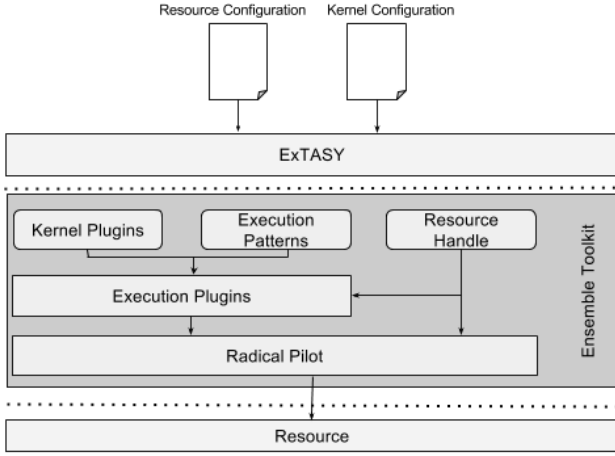 Resource Configuration
Kernel Configuration
ExTASY
Kernel Plugins
Execution
Patterns
Resource
Handle
Execution Plugins
Ensemble Toolkit
Radical Pilot
Resource